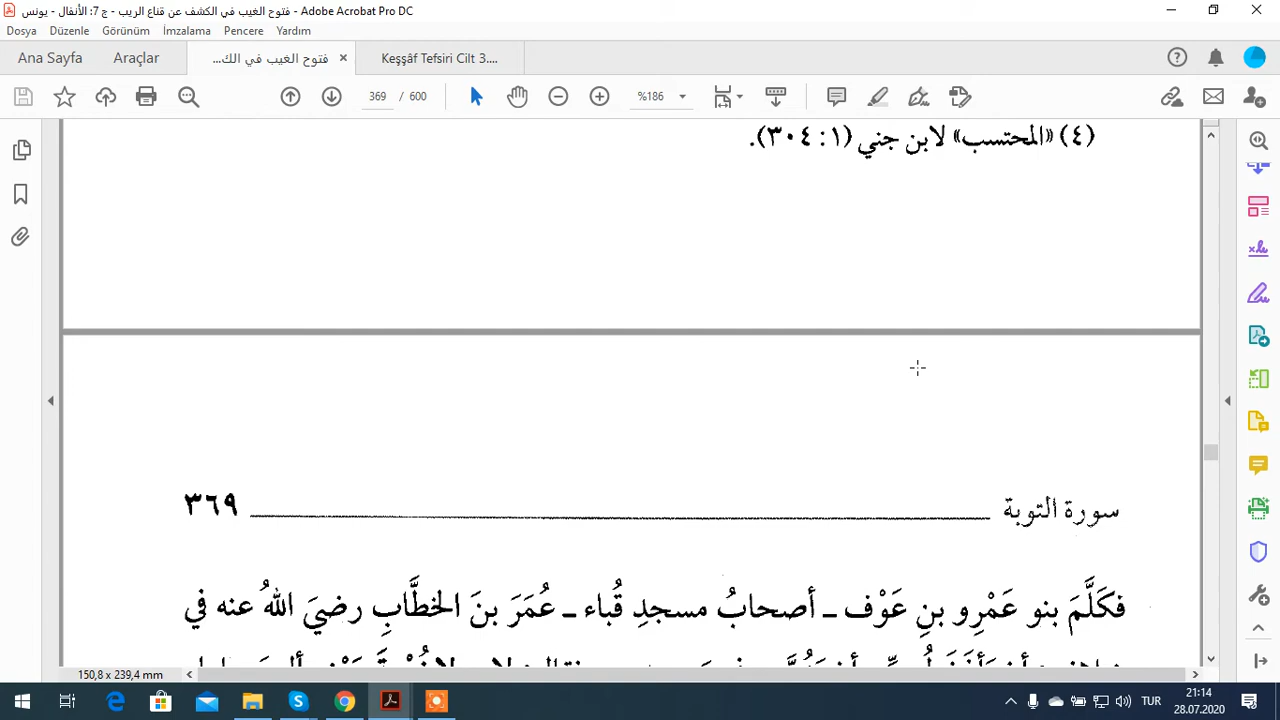 فتوح الغيب في الكشف عن قناع الريب - ج 7: الأنفال - يونس - Adobe Acrobat Pro DC
Dosya Düzenle Görünüm İmzalama Pencere Yardım
Ana Sayfa Araçlar فتوح الغيب في الك... × Keşşâf Tefsiri Cilt 3....
369 / 600 %186
(٤) «المحتسب» لابن جني (١: ٣٠٤).
سورة التوبة ٣٦٩
فكَلَّمَ بنو عَمْرِو بنِ عَوْف ـ أصحابُ مسجدِ قُباء ـ عُمَرَ بنَ الخطَّابِ رضيَ اللهُ عنه في
150,8 x 239,4 mm
TUR 21:14
28.07.2020